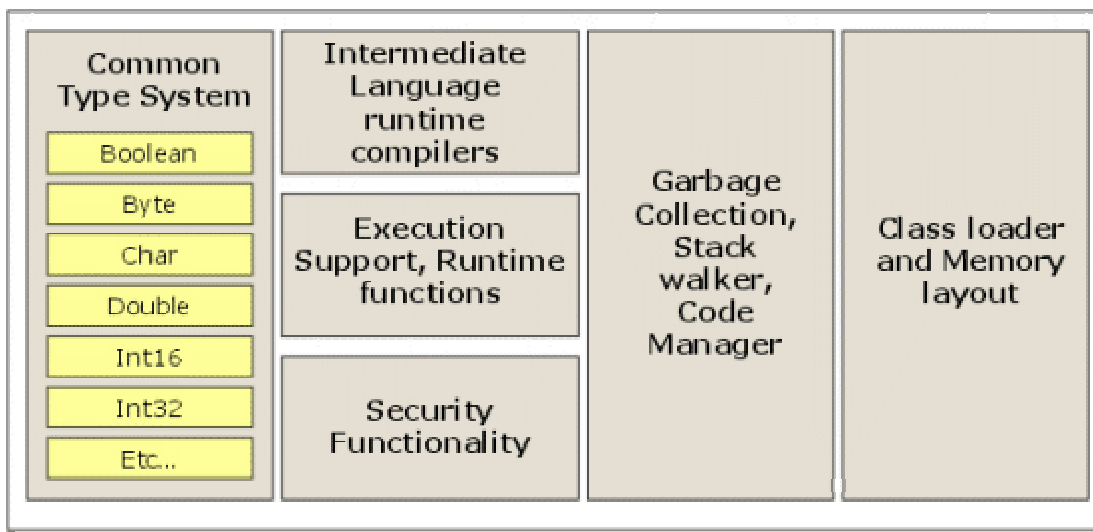 Common
Type System
Boolean
Byte
Char
Double
Int16
Int32
Etc...
Intermediate
Language
runtime
compilers
Execution
Support, Runtime
functions
Security
Functionality
Garbage
Collection,
Stack
walker,
Code
Manager
Class loader
and Memory
layout